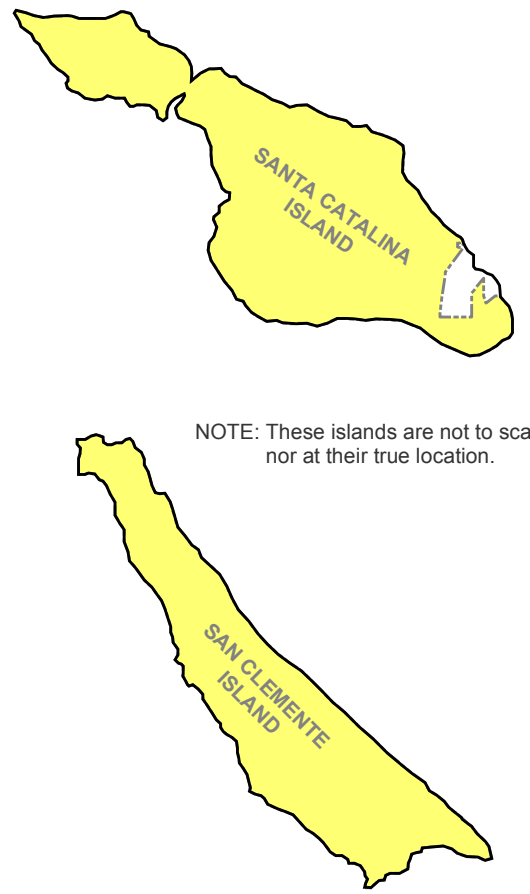 SANTA CATALINA
ISLAND
NOTE: These islands are not to sca
nor at their true location.
SAN CLEMENTE
ISLAND